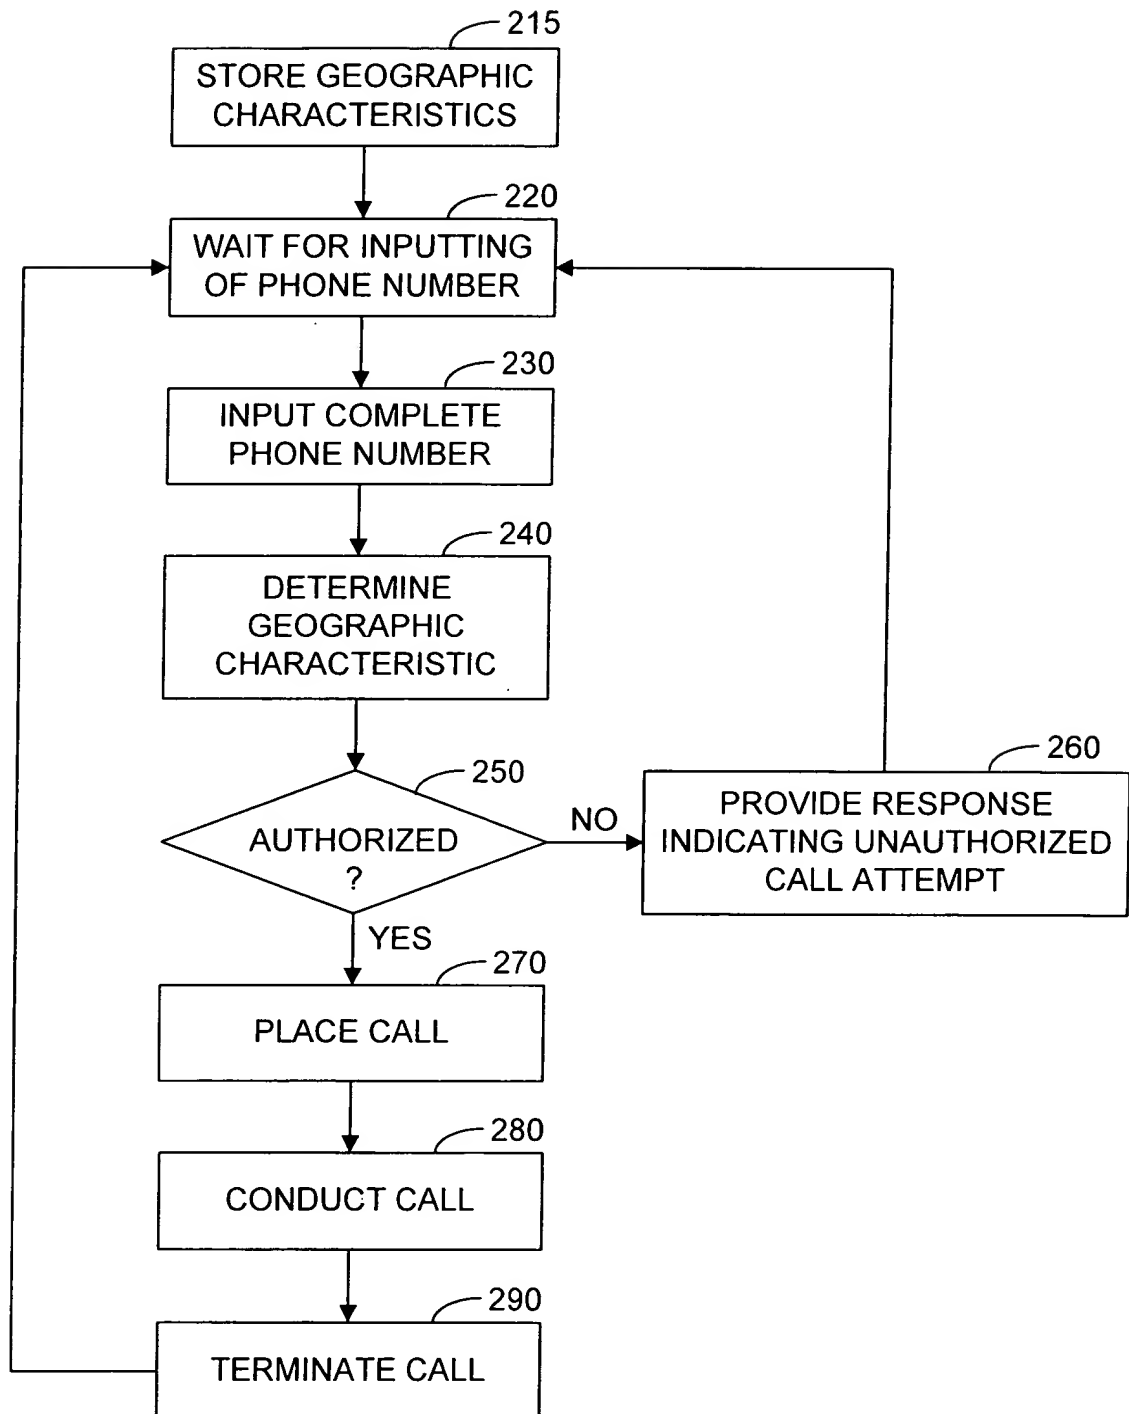 215
STORE GEOGRAPHIC
CHARACTERISTICS
220
WAIT FOR INPUTTING
OF PHONE NUMBER
230
INPUT COMPLETE
PHONE NUMBER
240
DETERMINE
GEOGRAPHIC
CHARACTERISTIC
250
AUTHORIZED
?
NO
260
PROVIDE RESPONSE
INDICATING UNAUTHORIZED
CALL ATTEMPT
YES
270
PLACE CALL
280
CONDUCT CALL
290
TERMINATE CALL